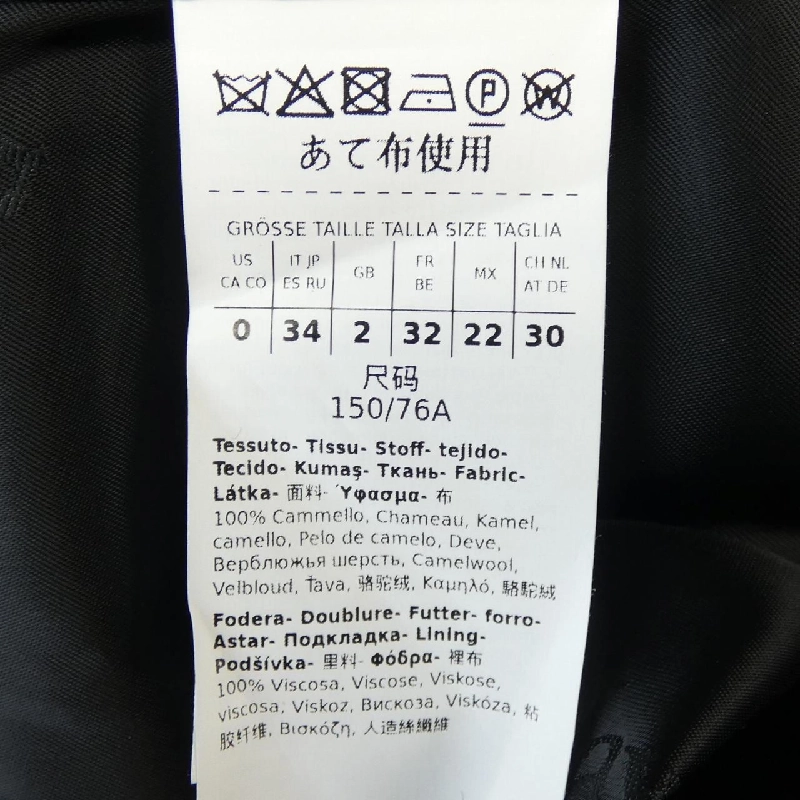 P W
あて布使用
GRÖSSE TAILLE TALLA SIZE TAGLIA
US IT JP GB FR MX CH NL
CA CO ES RU BE AT DE
0 34 2 32 22 30
尺码
150/76A
Tessuto- Tissu- Stoff- tejido-
Tecido- Kumaş- Ткань- Fabric-
Látka- 面料- Ύφασμα- 布
100% Cammello, Chameau, Kamel,
camello, Pelo de camelo, Deve,
Верблюжья шерсть, Camelwool,
Velbloud, Ťava, 骆驼绒, Καμηλό, 駱駝絨
Fodera- Doublure- Futter- forro-
Astar- Подкладка- Lining-
Podšívka- 里料- Φόδρα- 裡布
100% Viscosa, Viscose, Viskose,
viscosa, Viskoz, Вискоза, Viskóza, 粘
胶纤维, Βισκόζη, 人造絲纖維